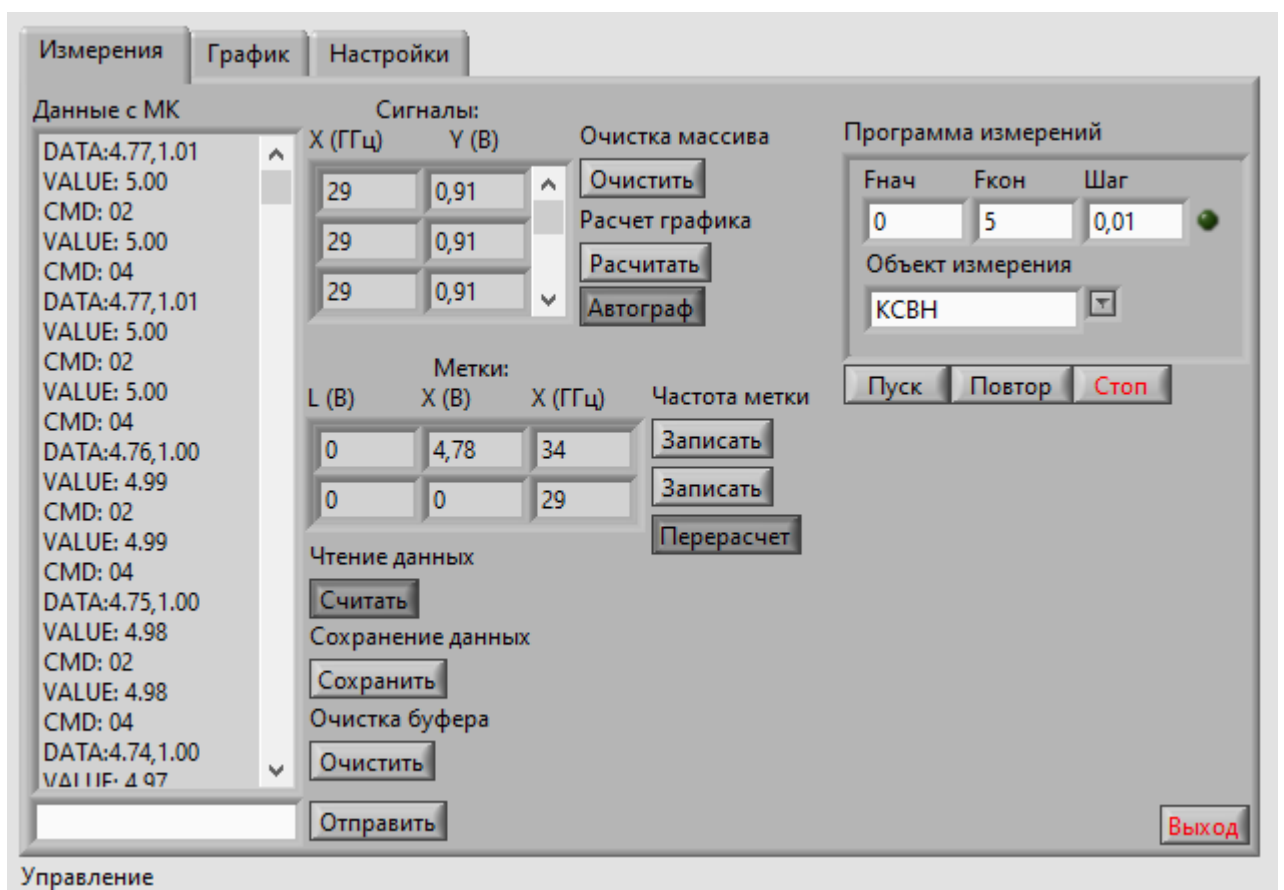 Измерения График Настройки
Данные с МК
DATA:4.77,1.01
VALUE: 5.00
CMD: 02
VALUE: 5.00
CMD: 04
DATA:4.77,1.01
VALUE: 5.00
CMD: 02
VALUE: 5.00
CMD: 04
DATA:4.76,1.00
VALUE: 4.99
CMD: 02
VALUE: 4.99
CMD: 04
DATA:4.75,1.00
VALUE: 4.98
CMD: 02
VALUE: 4.98
CMD: 04
DATA:4.74,1.00
VALUE: 4.97
Сигналы:
X (ГГц) Y (В)
29 0,91
29 0,91
29 0,91
Очистка массива
Очистить
Расчет графика
Расчитать
Автограф
Метки:
L (В) X (В) X (ГГц)
0 4,78 34
0 0 29
Частота метки
Записать
Записать
Перерасчет
Чтение данных
Считать
Сохранение данных
Сохранить
Очистка буфера
Очистить
Отправить
Программа измерений
Fнач Fкон Шаг
0 5 0,01
Объект измерения
КСВН
Пуск Повтор Стоп
Выход
Управление